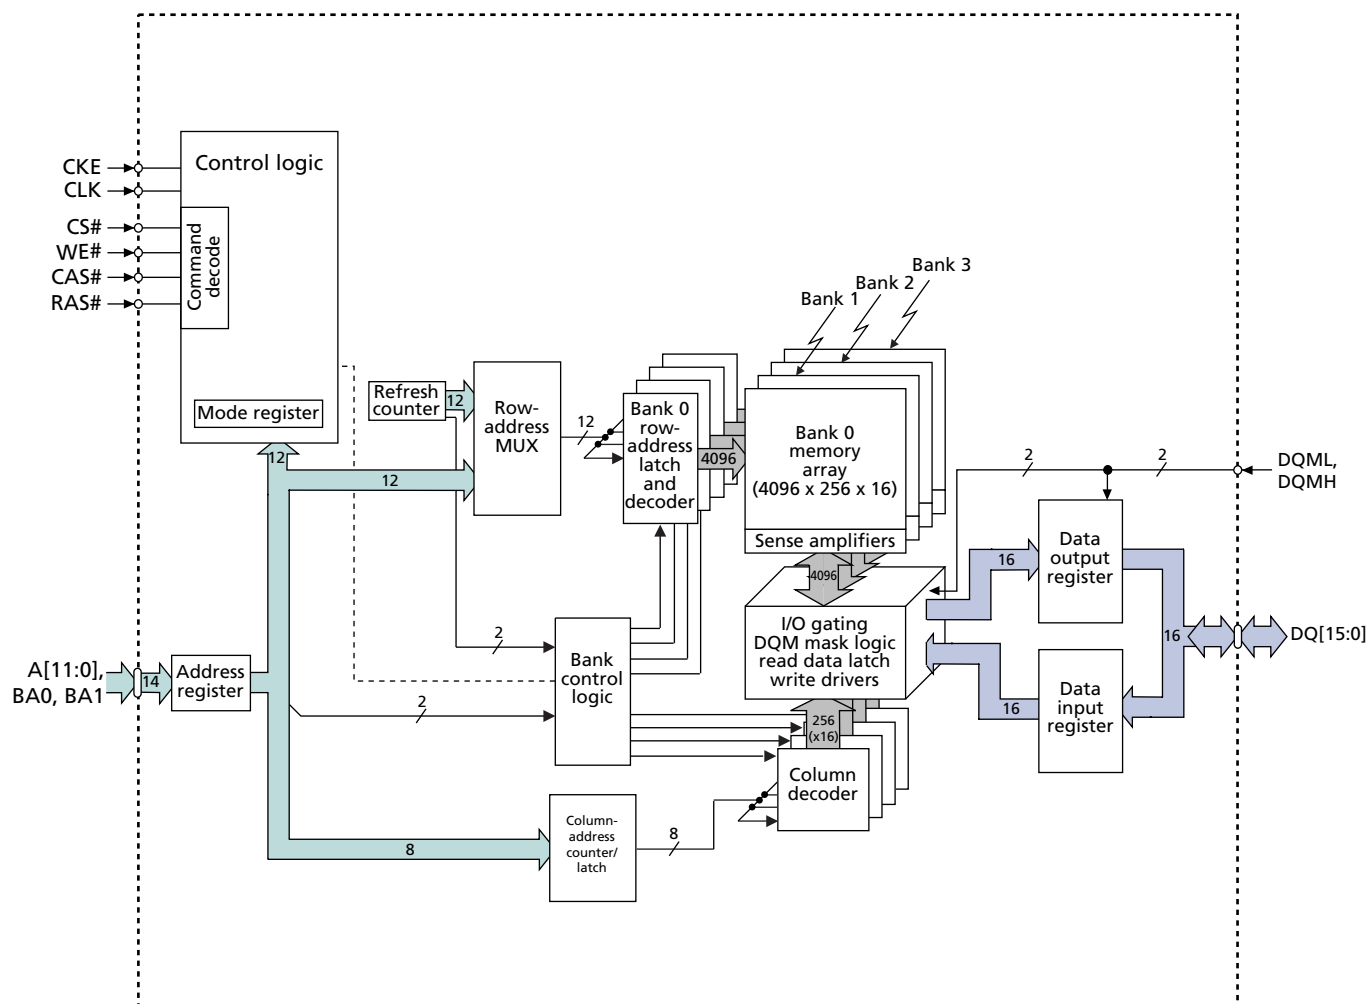 CKE
CLK
CS#
WE#
CAS#
RAS#
Control logic
Command
decode
Mode register
12
Refresh
counter
12
Row-
address
MUX
12
12
Bank 0
row-
address
latch
and
decoder
4096
Bank 3
Bank 2
Bank 1
Bank 0
memory
array
(4096 x 256 x 16)
Sense amplifiers
4096
I/O gating
DQM mask logic
read data latch
write drivers
2
2
DQML,
DQMH
16
Data
output
register
16
DQ[15:0]
16
Data
input
register
A[11:0],
BA0, BA1
14
Address
register
2
2
Bank
control
logic
256
(x16)
Column
decoder
8
Column-
address
counter/
latch
8